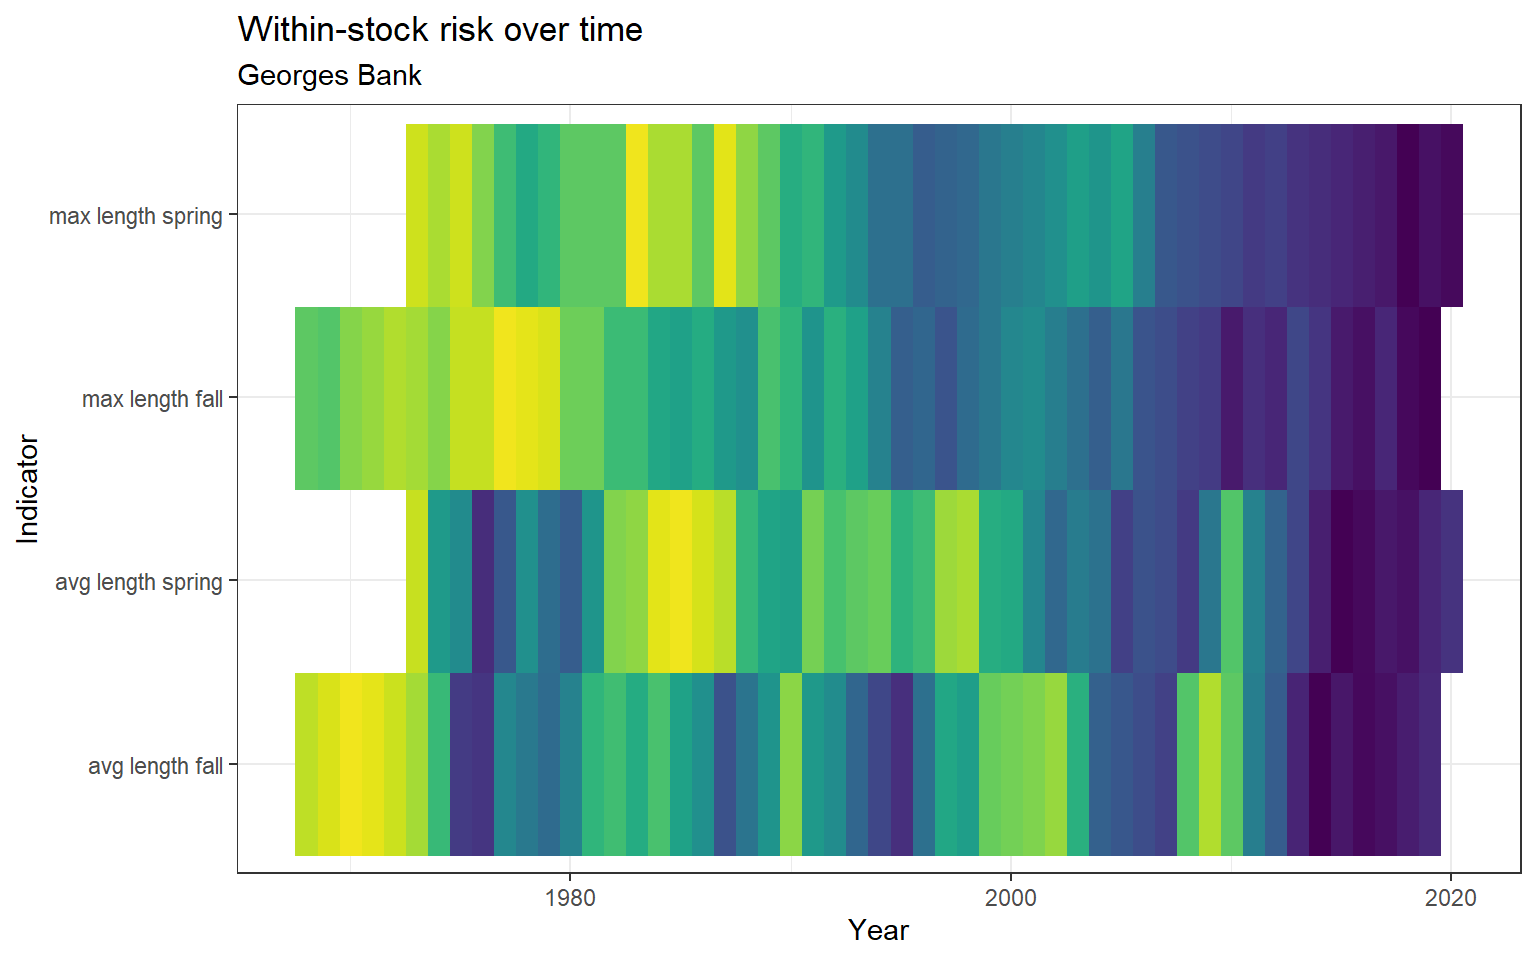 Within-stock risk over time
Georges Bank
max length spring
max length fall
avg length spring
avg length fall
Indicator
1980
2000
2020
Year